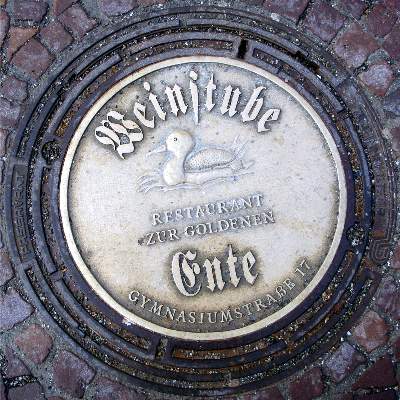 Weinstube
RESTAURANT
ZUR GOLDENEN
Ente
GYMNASIUMSTRAßE 17